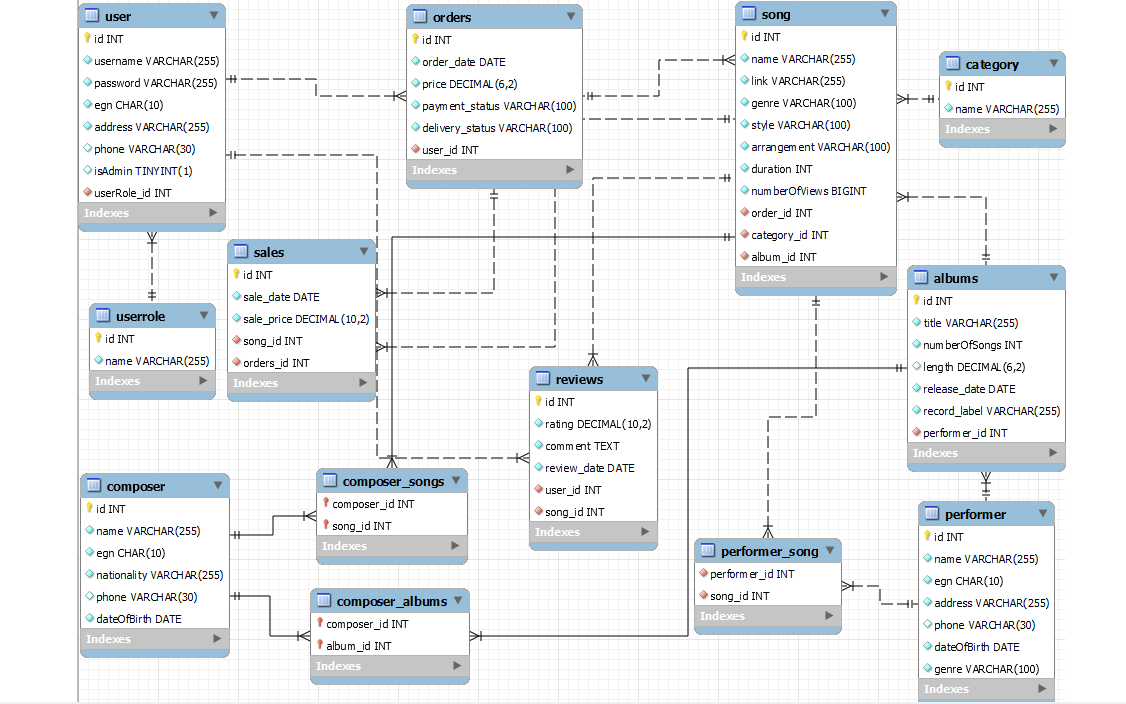 user
id INT
username VARCHAR(255)
password VARCHAR(255)
egn CHAR(10)
address VARCHAR(255)
phone VARCHAR(30)
isAdmin TINYINT(1)
userRole_id INT
Indexes
orders
id INT
order_date DATE
price DECIMAL(6,2)
payment_status VARCHAR(100)
delivery_status VARCHAR(100)
user_id INT
Indexes
song
id INT
name VARCHAR(255)
link VARCHAR(255)
genre VARCHAR(100)
style VARCHAR(100)
arrangement VARCHAR(100)
duration INT
numberOfViews BIGINT
order_id INT
category_id INT
album_id INT
Indexes
category
id INT
name VARCHAR(255)
Indexes
sales
id INT
sale_date DATE
sale_price DECIMAL(10,2)
song_id INT
orders_id INT
Indexes
userrole
id INT
name VARCHAR(255)
Indexes
albums
id INT
title VARCHAR(255)
numberOfSongs INT
length DECIMAL(6,2)
release_date DATE
record_label VARCHAR(255)
performer_id INT
Indexes
reviews
id INT
rating DECIMAL(10,2)
comment TEXT
review_date DATE
user_id INT
song_id INT
Indexes
composer
id INT
name VARCHAR(255)
egn CHAR(10)
nationality VARCHAR(255)
phone VARCHAR(30)
dateOfBirth DATE
Indexes
composer_songs
composer_id INT
song_id INT
Indexes
composer_albums
composer_id INT
album_id INT
Indexes
performer_song
performer_id INT
song_id INT
Indexes
performer
id INT
name VARCHAR(255)
egn CHAR(10)
address VARCHAR(255)
phone VARCHAR(30)
dateOfBirth DATE
genre VARCHAR(100)
Indexes